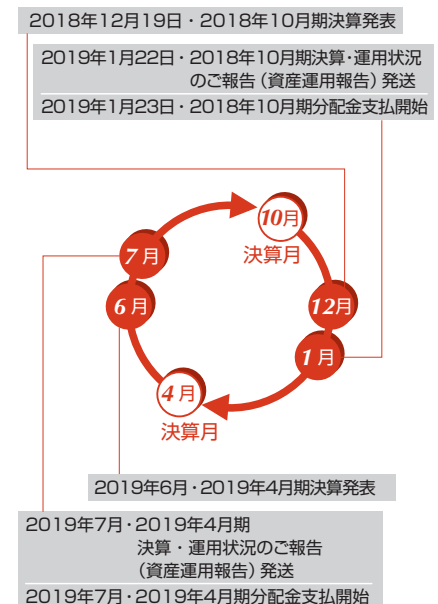 2018年12月19日・2018年10月期決算発表
2019年1月22日・2018年10月期決算・運用状況
のご報告（資産運用報告）発送
2019年1月23日・2018年10月期分配金支払開始
10月
決算月
7月
6月
12月
1月
4月
決算月
2019年6月・2019年4月期決算発表
2019年7月・2019年4月期
決算・運用状況のご報告
（資産運用報告）発送
2019年7月・2019年4月期分配金支払開始